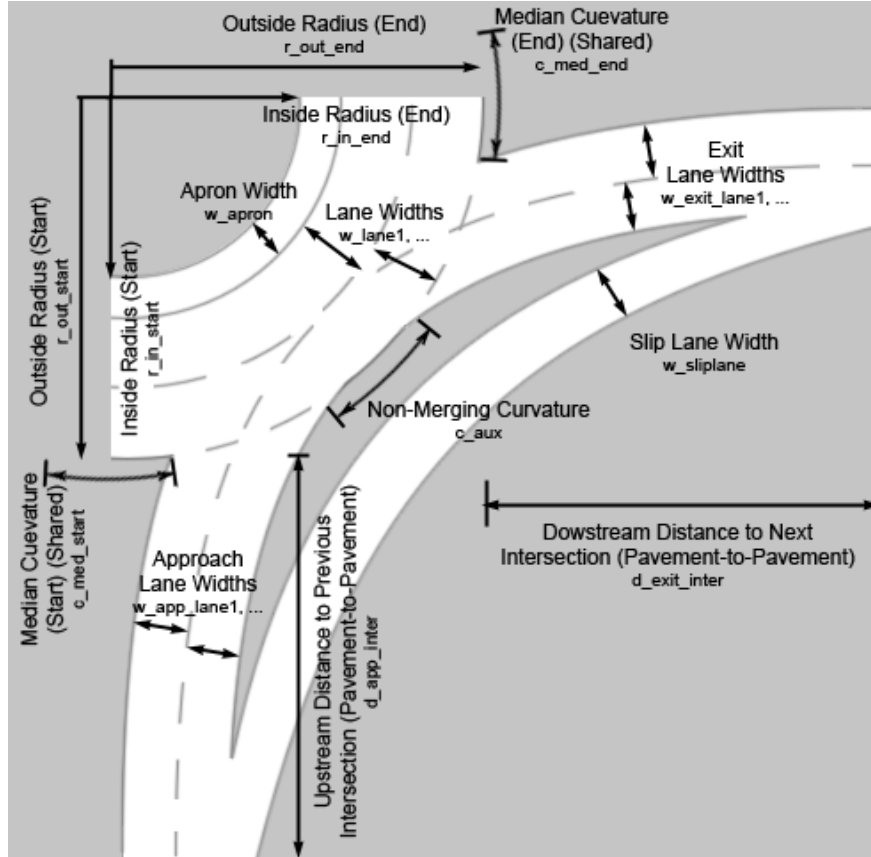 Outside Radius (End)
r_out_end
Median Cuevature
(End) (Shared)
c_med_end
Inside Radius (End)
r_in_end
Exit
Lane Widths
w_exit_lane1, ...
Apron Width
w_apron
Lane Widths
w_lane1, ...
Outside Radius (Start)
r_out_start
Inside Radius (Start)
r_in_start
Slip Lane Width
w_sliplane
Non-Merging Curvature
c_aux
Median Cuevature
(Start) (Shared)
c_med_start
Approach
Lane Widths
w_app_lane1, ...
Upstream Distance to Previous
Intersection (Pavement-to-Pavement)
d_app_inter
Dowstream Distance to Next
Intersection (Pavement-to-Pavement)
d_exit_inter